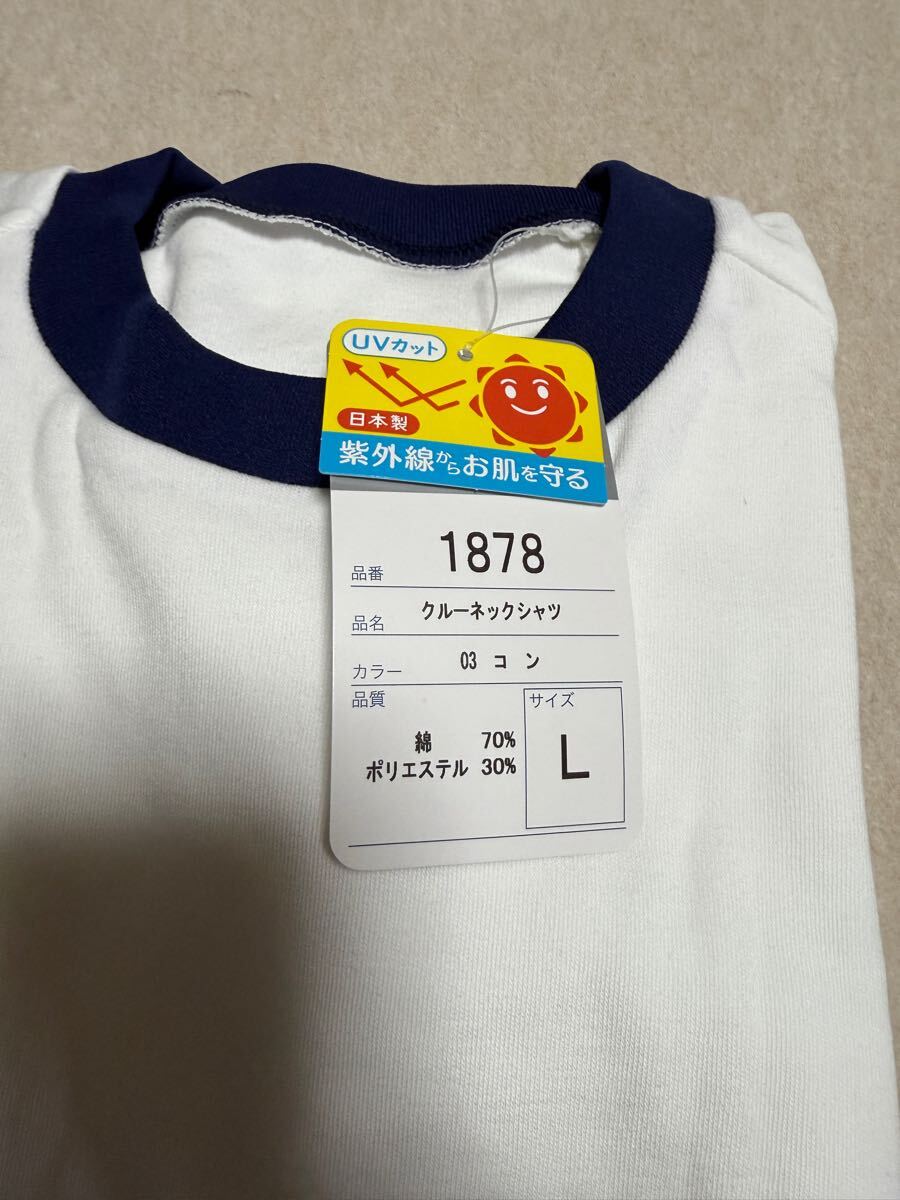 UVカット
日本製
紫外線からお肌を守る
品番 1878
品名 クルーネックシャツ
カラー 03 コン
品質
綿 70%
ポリエステル 30%
サイズ
L